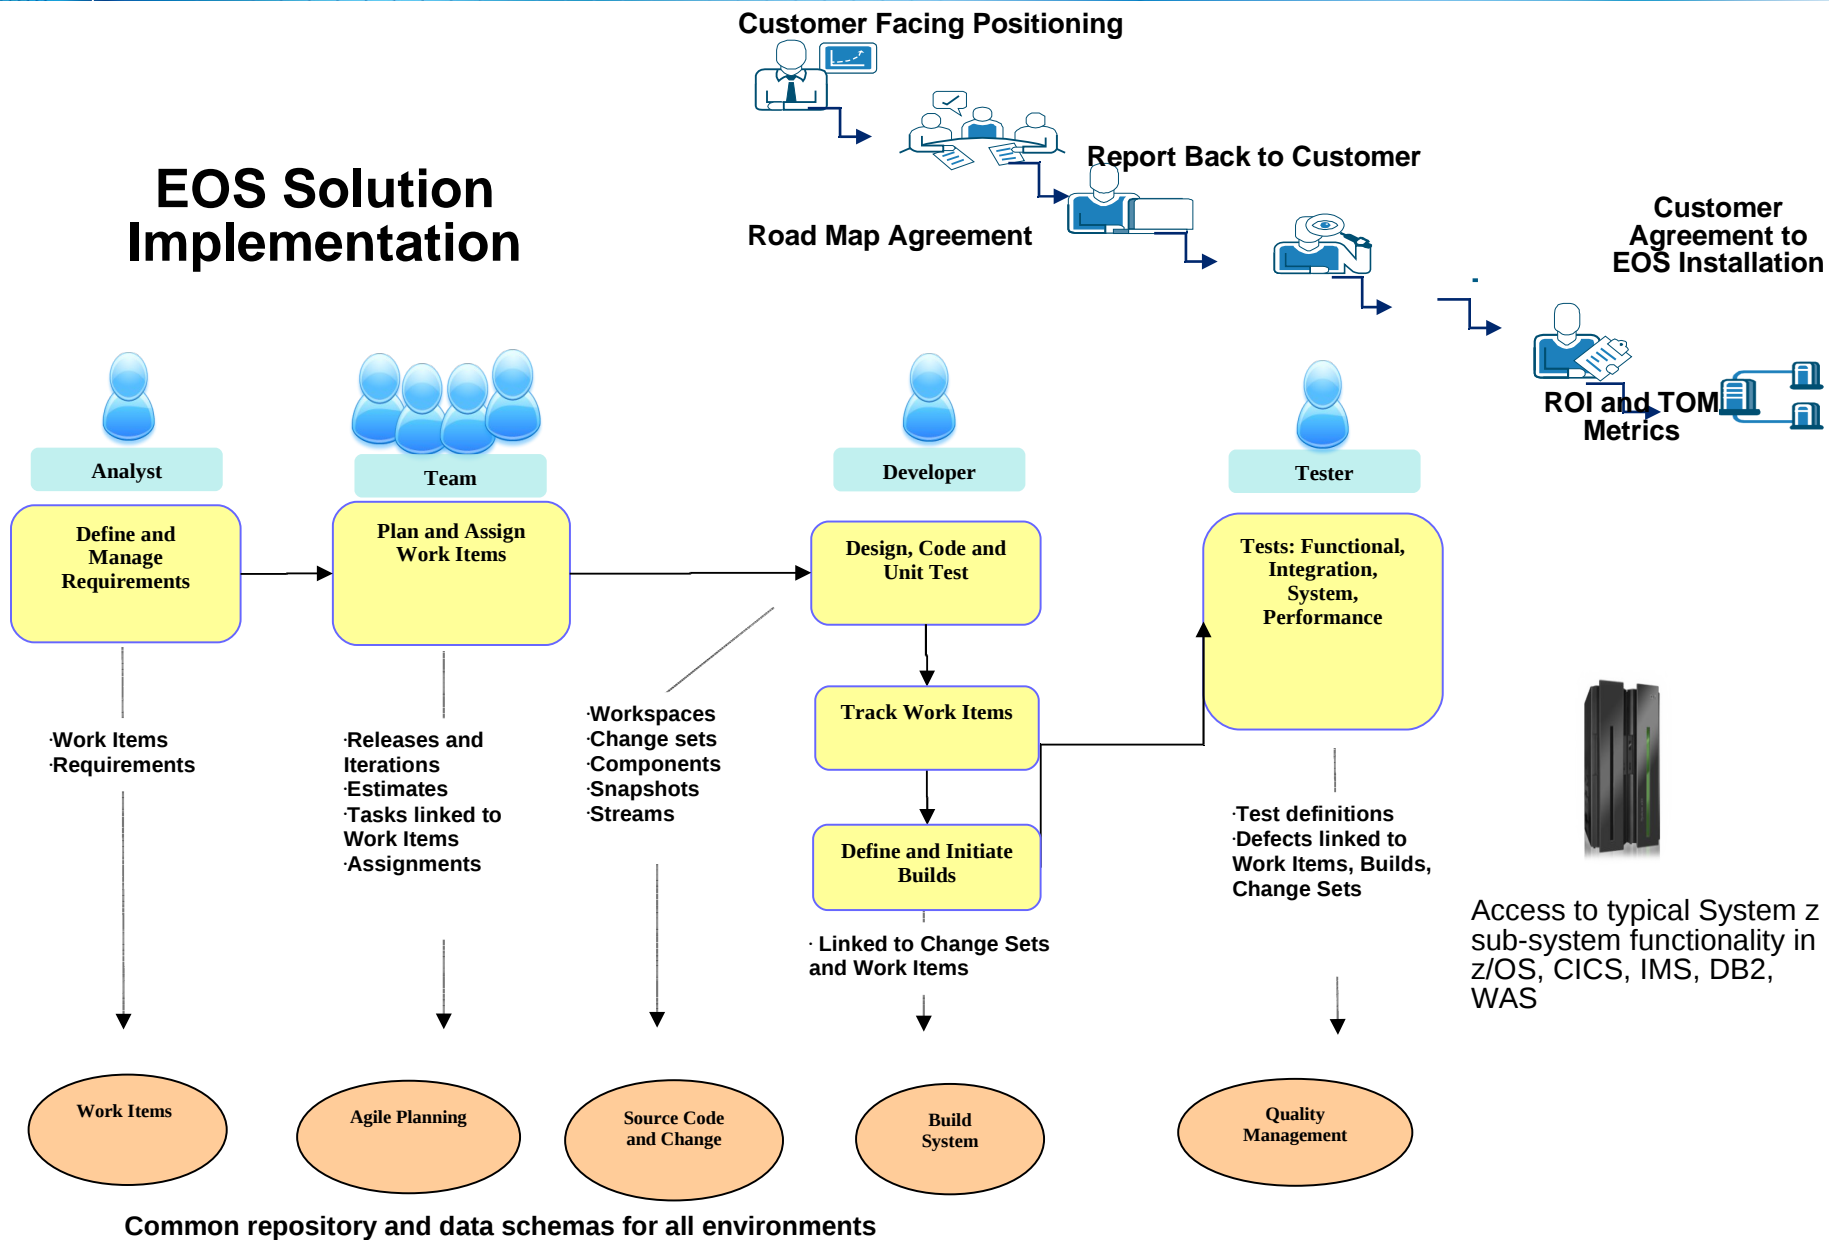 Customer Facing Positioning
EOS Solution
Implementation
Report Back to Customer
Road Map Agreement
Customer
Agreement to
EOS Installation
ROI and TOM
Metrics
Analyst
Team
Developer
Tester
Define and
Manage
Requirements
Plan and Assign
Work Items
Design, Code and
Unit Test
Tests: Functional,
Integration,
System,
Performance
Track Work Items
Define and Initiate
Builds
·Work Items
·Requirements
·Releases and
Iterations
·Estimates
·Tasks linked to
Work Items
·Assignments
·Workspaces
·Change sets
·Components
·Snapshots
·Streams
· Linked to Change Sets
and Work Items
·Test definitions
·Defects linked to
Work Items, Builds,
Change Sets
Access to typical System z
sub-system functionality in
z/OS, CICS, IMS, DB2,
WAS
Work Items
Agile Planning
Source Code
and Change
Build
System
Quality
Management
Common repository and data schemas for all environments